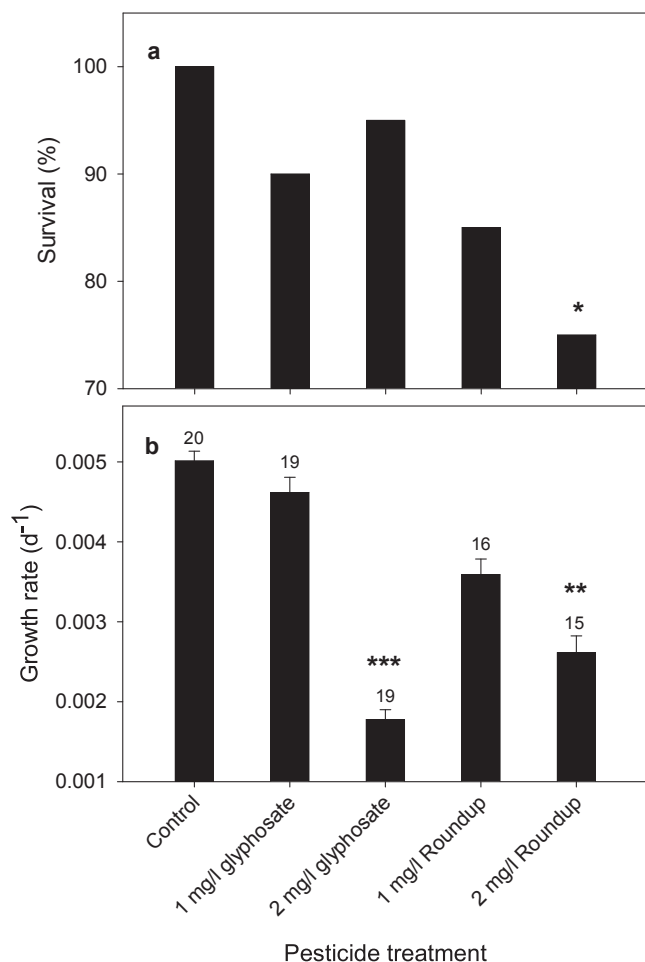 a
100
90
80
70
Survival (%)
*
b
0.005
0.004
0.003
0.002
0.001
Growth rate (d⁻¹)
20
19
***
19
16
**
15
Control
1 mg/l glyphosate
2 mg/l glyphosate
1 mg/l Roundup
2 mg/l Roundup
Pesticide treatment